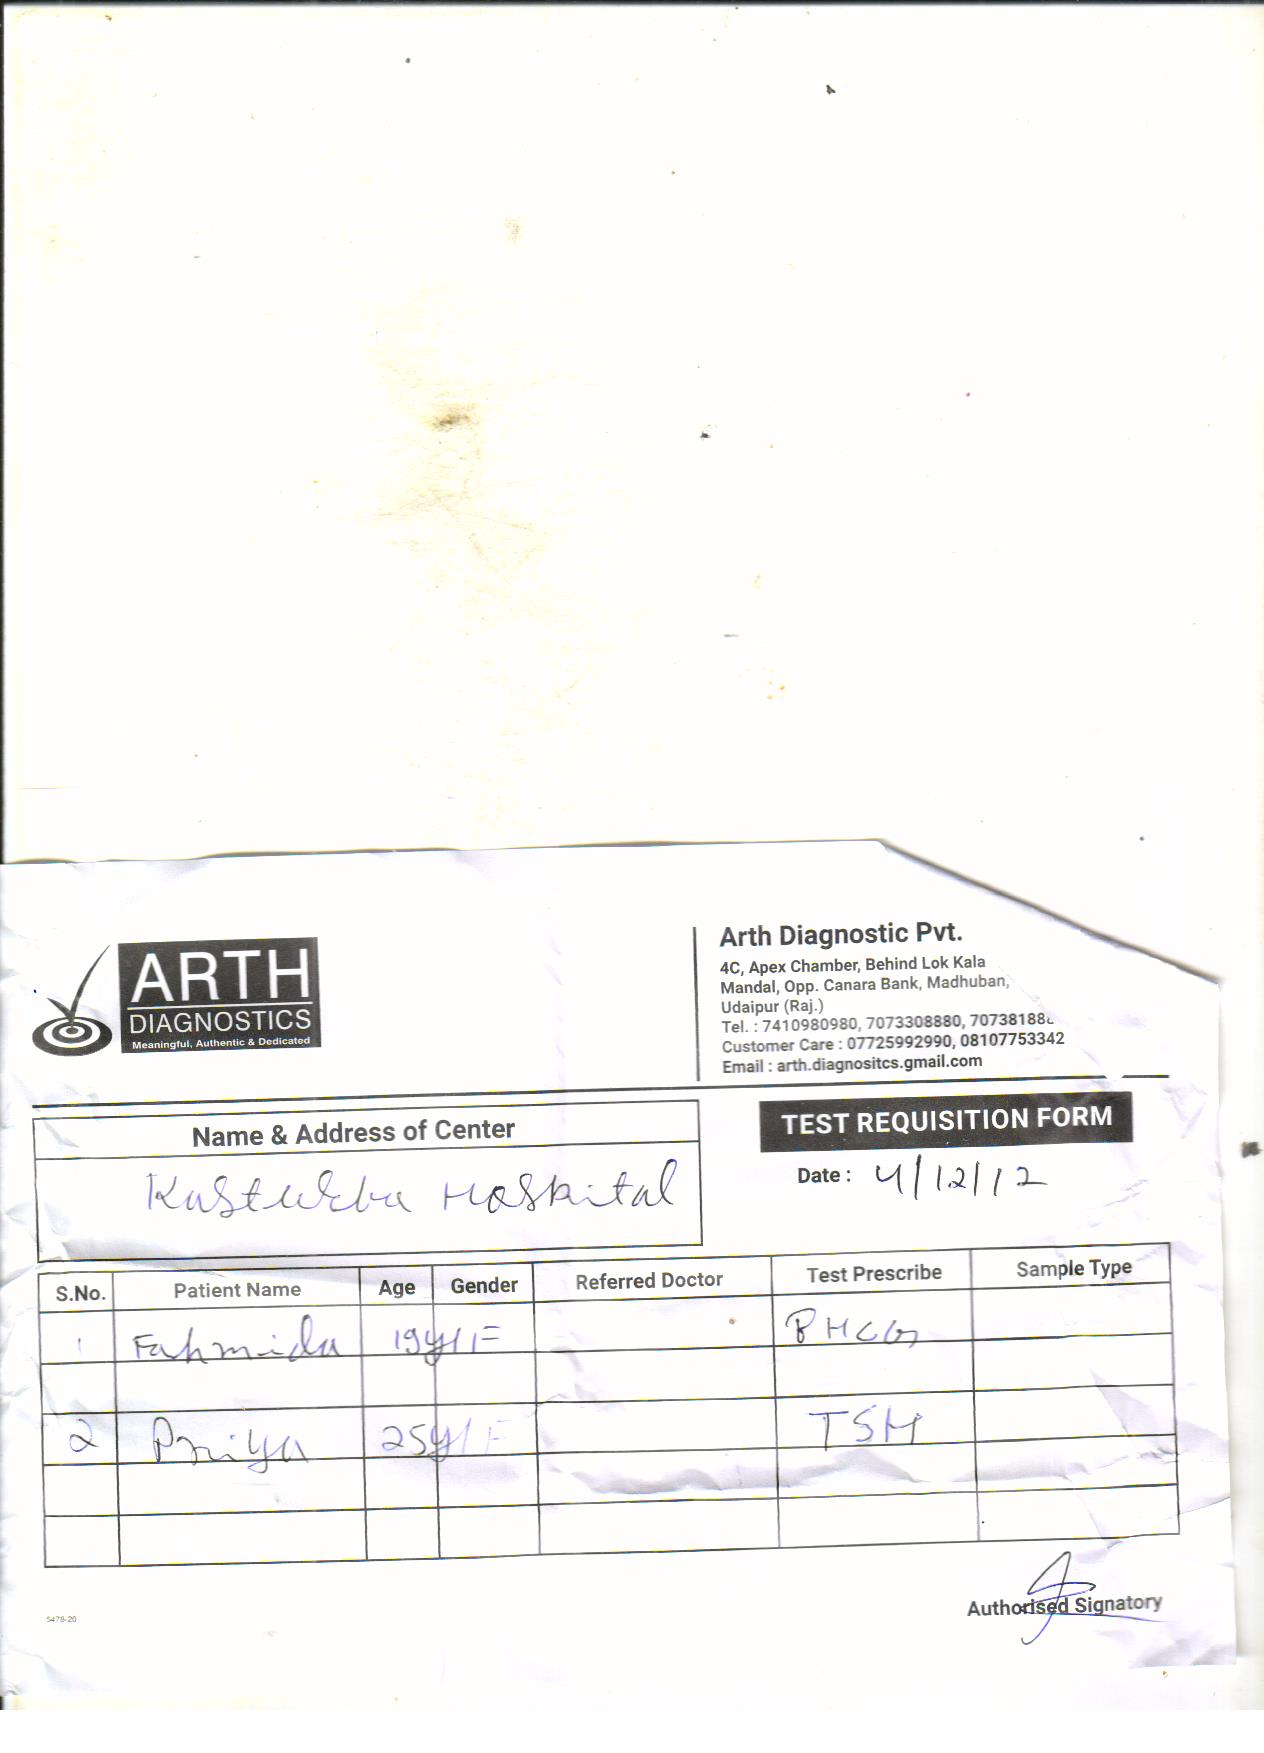 ARTH
DIAGNOSTICS
Meaningful, Authentic & Dedicated
Arth Diagnostic Pvt.
4C, Apex Chamber, Behind Lok Kala
Mandal, Opp. Canara Bank, Madhuban,
Udaipur (Raj.)
Tel. : 7410980980, 7073308880, 70738188
Customer Care : 07725992990, 08107753342
Email : arth.diagnositcs.gmail.com
Name & Address of Center
TEST REQUISITION FORM
Kasturba Hospital
Date : 4/12/12
S.No. Patient Name Age Gender Referred Doctor Test Prescribe Sample Type
1 Fahmida 19y/F BHCG
2 Priya 25y/F TSH
Authorised Signatory
5478-20